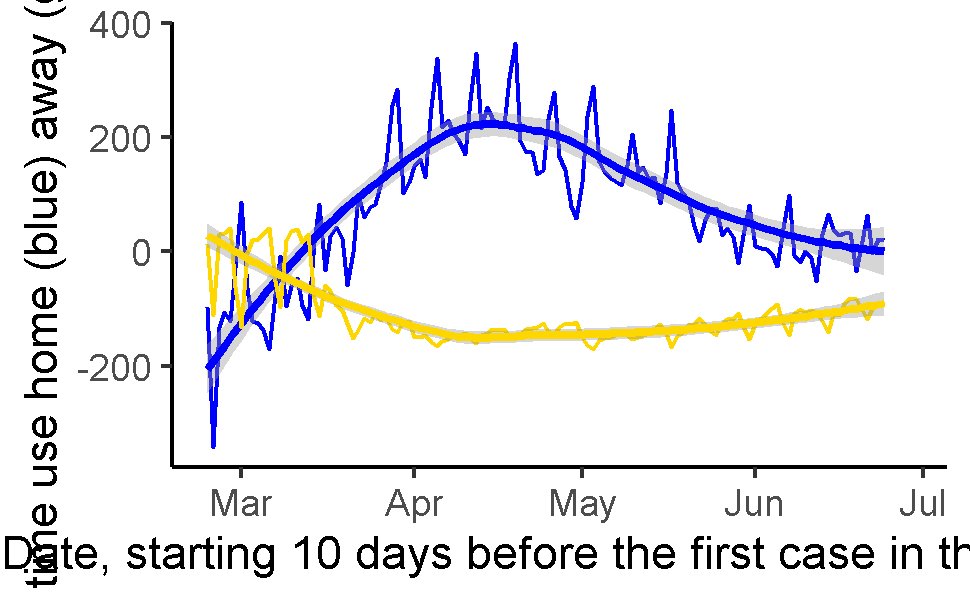 400
200
0
-200
time use home (blue) away (
Mar Apr May Jun Jul
Date, starting 10 days before the first case in th